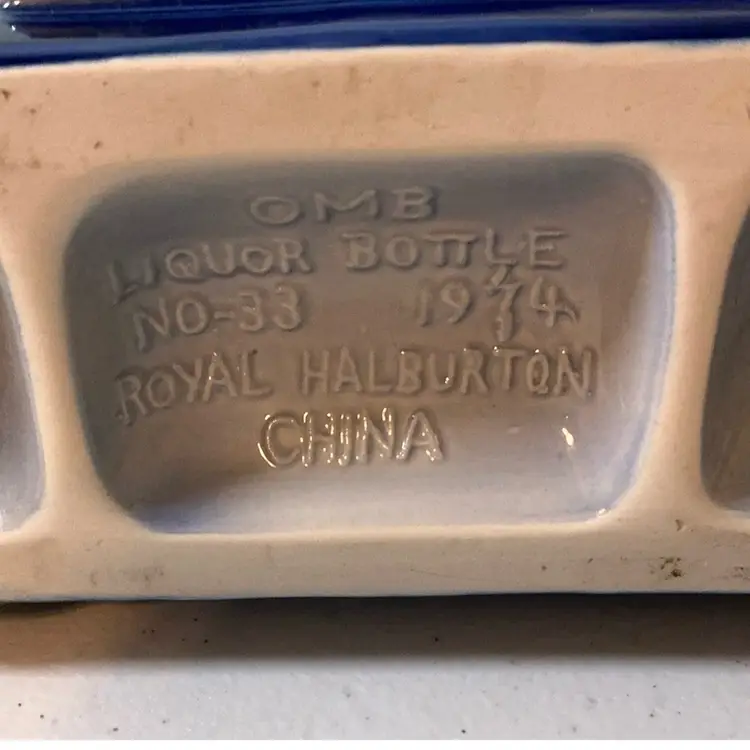 OMB
LIQUOR BOTTLE
NO-33 1974
ROYAL HALBURTON
CHINA